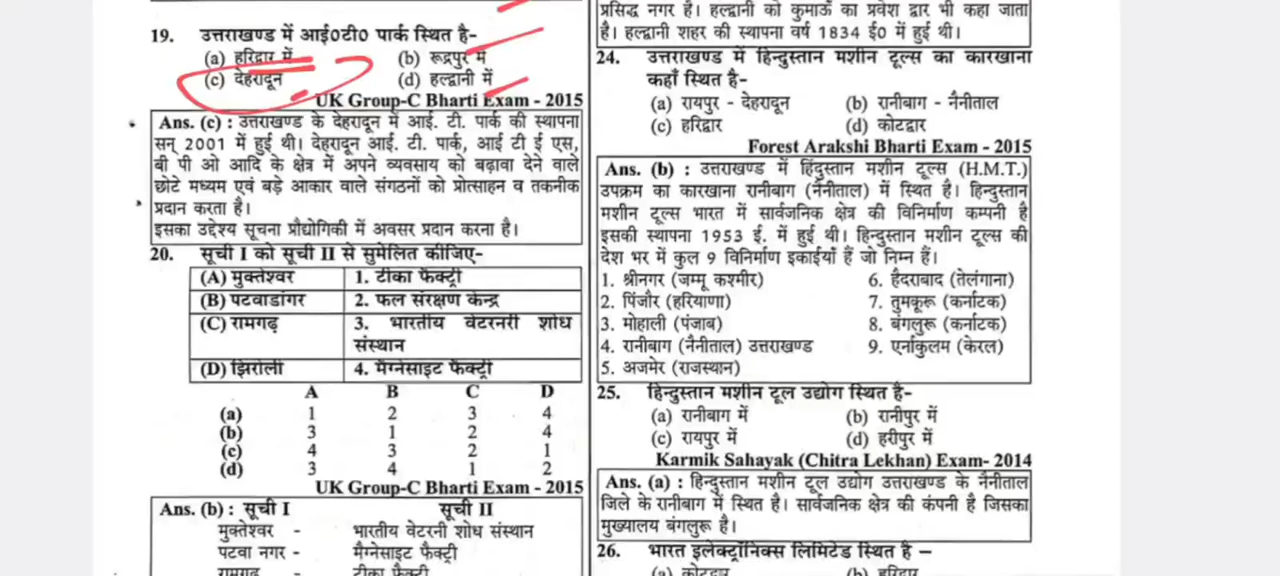 19. उत्तराखण्ड में आई०टी० पार्क स्थित है-
(a) हरिद्वार में (b) रूद्रपुर में
(c) देहरादून (d) हल्द्वानी में
UK Group-C Bharti Exam - 2015
Ans. (c) : उत्तराखण्ड के देहरादून में आई. टी. पार्क की स्थापना
सन् 2001 में हुई थी। देहरादून आई. टी. पार्क, आई टी ई एस,
बी पी ओ आदि के क्षेत्र में अपने व्यवसाय को बढ़ावा देने वाले
छोटे मध्यम एवं बड़े आकार वाले संगठनों को प्रोत्साहन व तकनीक
प्रदान करता है।
इसका उद्देश्य सूचना प्रौद्योगिकी में अवसर प्रदान करना है।
20. सूची I को सूची II से सुमेलित कीजिए-
(A) मुक्तेश्वर 1. टीका फैक्ट्री
(B) पटवाडांगर 2. फल संरक्षण केन्द्र
(C) रामगढ़ 3. भारतीय वेटरनरी शोध
संस्थान
(D) झिरोली 4. मैग्नेसाइट फैक्ट्री
A B C D
(a) 1 2 3 4
(b) 3 1 2 4
(c) 4 3 2 1
(d) 3 4 1 2
UK Group-C Bharti Exam - 2015
Ans. (b) : सूची I सूची II
मुक्तेश्वर - भारतीय वेटरनी शोध संस्थान
पटवा नगर - मैग्नेसाइट फैक्ट्री
रामगढ़ - टीका फैक्ट्री
प्रसिद्ध नगर है। हल्द्वानी को कुमाऊँ का प्रवेश द्वार भी कहा जाता
है। हल्द्वानी शहर की स्थापना वर्ष 1834 ई० में हुई थी।
24. उत्तराखण्ड में हिन्दुस्तान मशीन टूल्स का कारखाना
कहाँ स्थित है-
(a) रायपुर - देहरादून (b) रानीबाग - नैनीताल
(c) हरिद्वार (d) कोटद्वार
Forest Arakshi Bharti Exam - 2015
Ans. (b) : उत्तराखण्ड में हिंदुस्तान मशीन टूल्स (H.M.T.)
उपक्रम का कारखाना रानीबाग (नैनीताल) में स्थित है। हिन्दुस्तान
मशीन टूल्स भारत में सार्वजनिक क्षेत्र की विनिर्माण कम्पनी है
इसकी स्थापना 1953 ई. में हुई थी। हिन्दुस्तान मशीन टूल्स की
देश भर में कुल 9 विनिर्माण इकाईयाँ हैं जो निम्न हैं।
1. श्रीनगर (जम्मू कश्मीर) 6. हैदराबाद (तेलंगाना)
2. पिंजौर (हरियाणा) 7. तुमकूरू (कर्नाटक)
3. मोहाली (पंजाब) 8. बंगलुरू (कर्नाटक)
4. रानीबाग (नैनीताल) उत्तराखण्ड 9. एर्नाकुलम (केरल)
5. अजमेर (राजस्थान)
25. हिन्दुस्तान मशीन टूल उद्योग स्थित है-
(a) रानीबाग में (b) रानीपुर में
(c) रायपुर में (d) हरीपुर में
Karmik Sahayak (Chitra Lekhan) Exam- 2014
Ans. (a) : हिन्दुस्तान मशीन टूल उद्योग उत्तराखण्ड के नैनीताल
जिले के रानीबाग में स्थित है। सार्वजनिक क्षेत्र की कंपनी है जिसका
मुख्यालय बंगलुरू है।
26. भारत इलेक्ट्रॉनिक्स लिमिटेड स्थित है –
(a) कोटद्वार (b) हरिद्वार